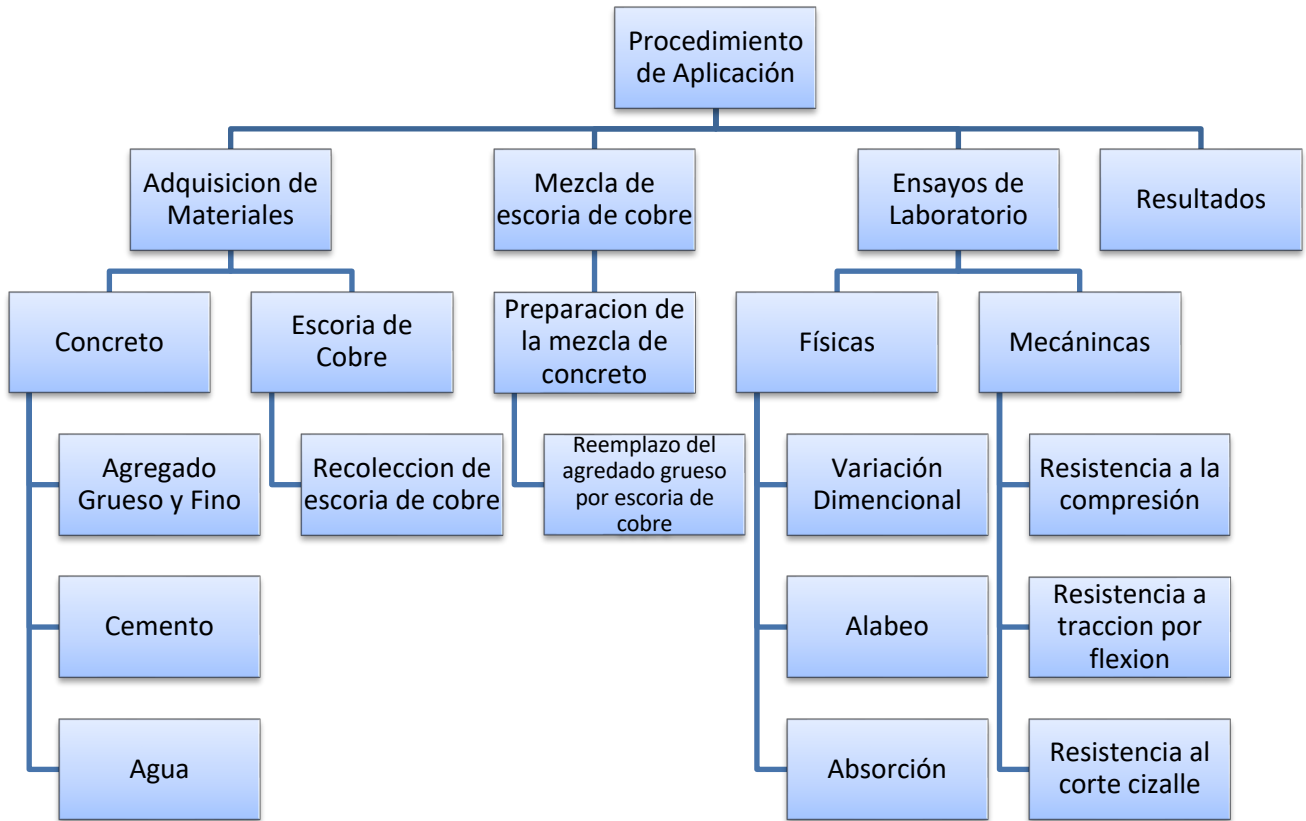 Procedimiento
de Aplicación
Adquisicion de
Materiales
Mezcla de
escoria de cobre
Ensayos de
Laboratorio
Resultados
Concreto
Escoria de
Cobre
Preparacion de
la mezcla de
concreto
Físicas
Mecánincas
Agregado
Grueso y Fino
Recoleccion de
escoria de cobre
Reemplazo del
agredado grueso
por escoria de
cobre
Variación
Dimencional
Resistencia a la
compresión
Cemento
Alabeo
Resistencia a
traccion por
flexion
Agua
Absorción
Resistencia al
corte cizalle